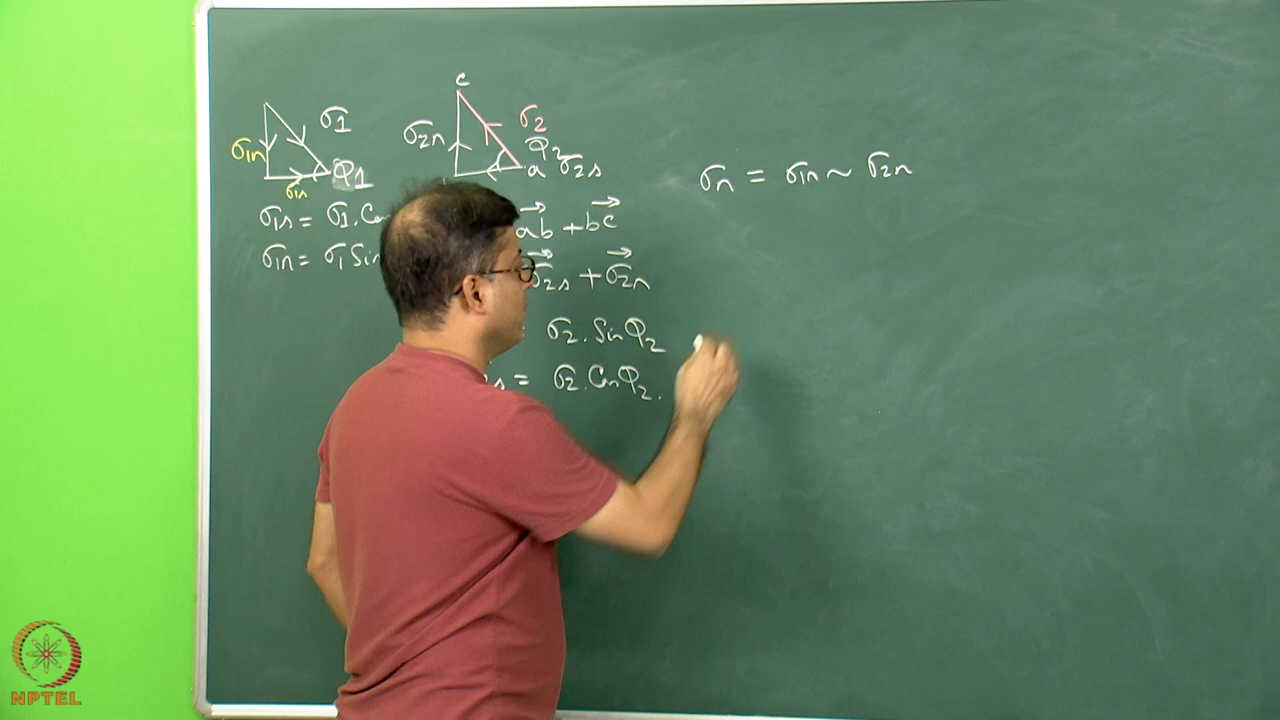 σ1
σ1n
σ1s
φ1
σ1s = σ1.Cos
σ1n = σ1 Sin
c
σ2n
σ2
φ2
a σ2s
ab + bc
σ2s + σ2n
σ2. Sin φ2
= σ2. Cos φ2.
σn = σ1n ~ σ2n
NPTEL